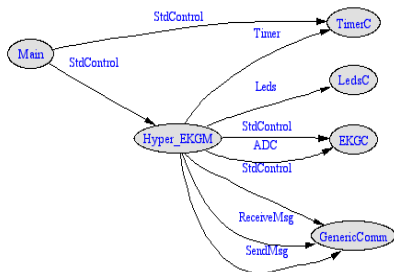 StdControl
TimerC
Timer
Main
StdControl
Leds
LedsC
StdControl
Hyper_EKGM
ADC
EKGC
StdControl
ReceiveMsg
GenericComm
SendMsg